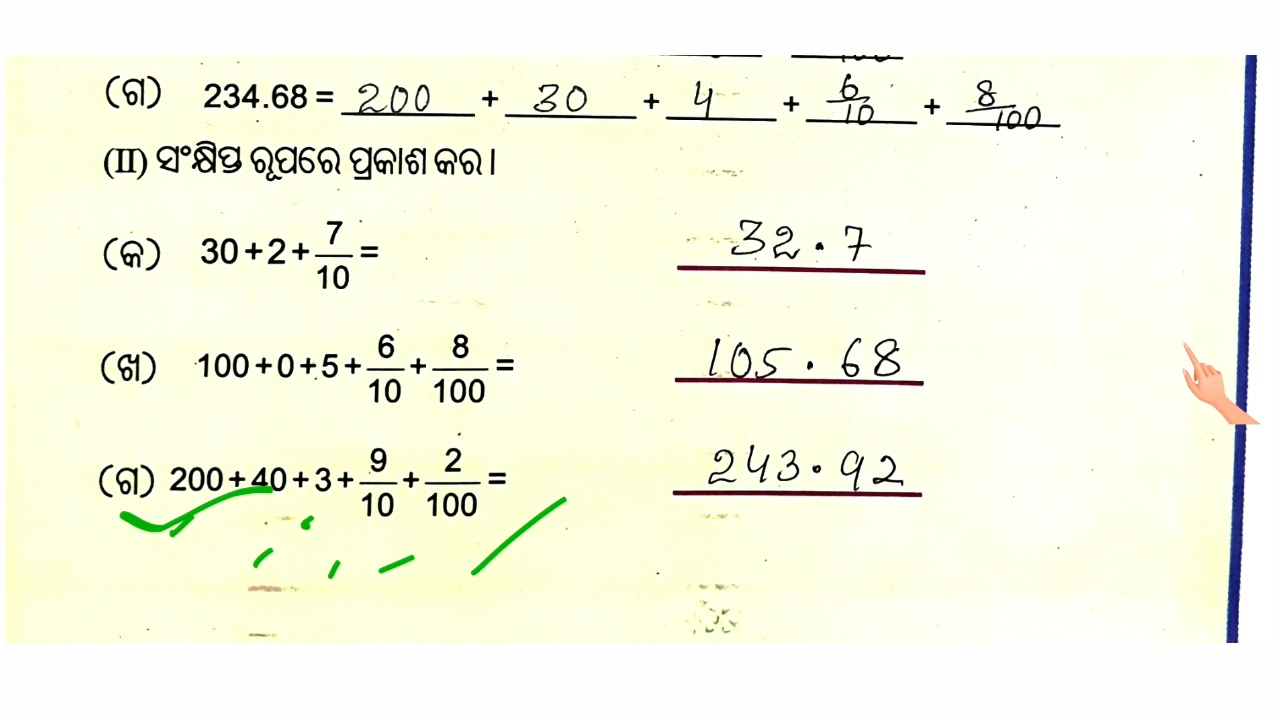 (ଗ) 234.68 = 200 + 30 + 4 + 6/10 + 8/100
(II) ସଂକ୍ଷିପ୍ତ ରୂପରେ ପ୍ରକାଶ କର ।
(କ) 30+2+7/10= 32.7
(ଖ) 100+0+5+6/10+8/100= 105.68
(ଗ) 200+40+3+9/10+2/100= 243.92